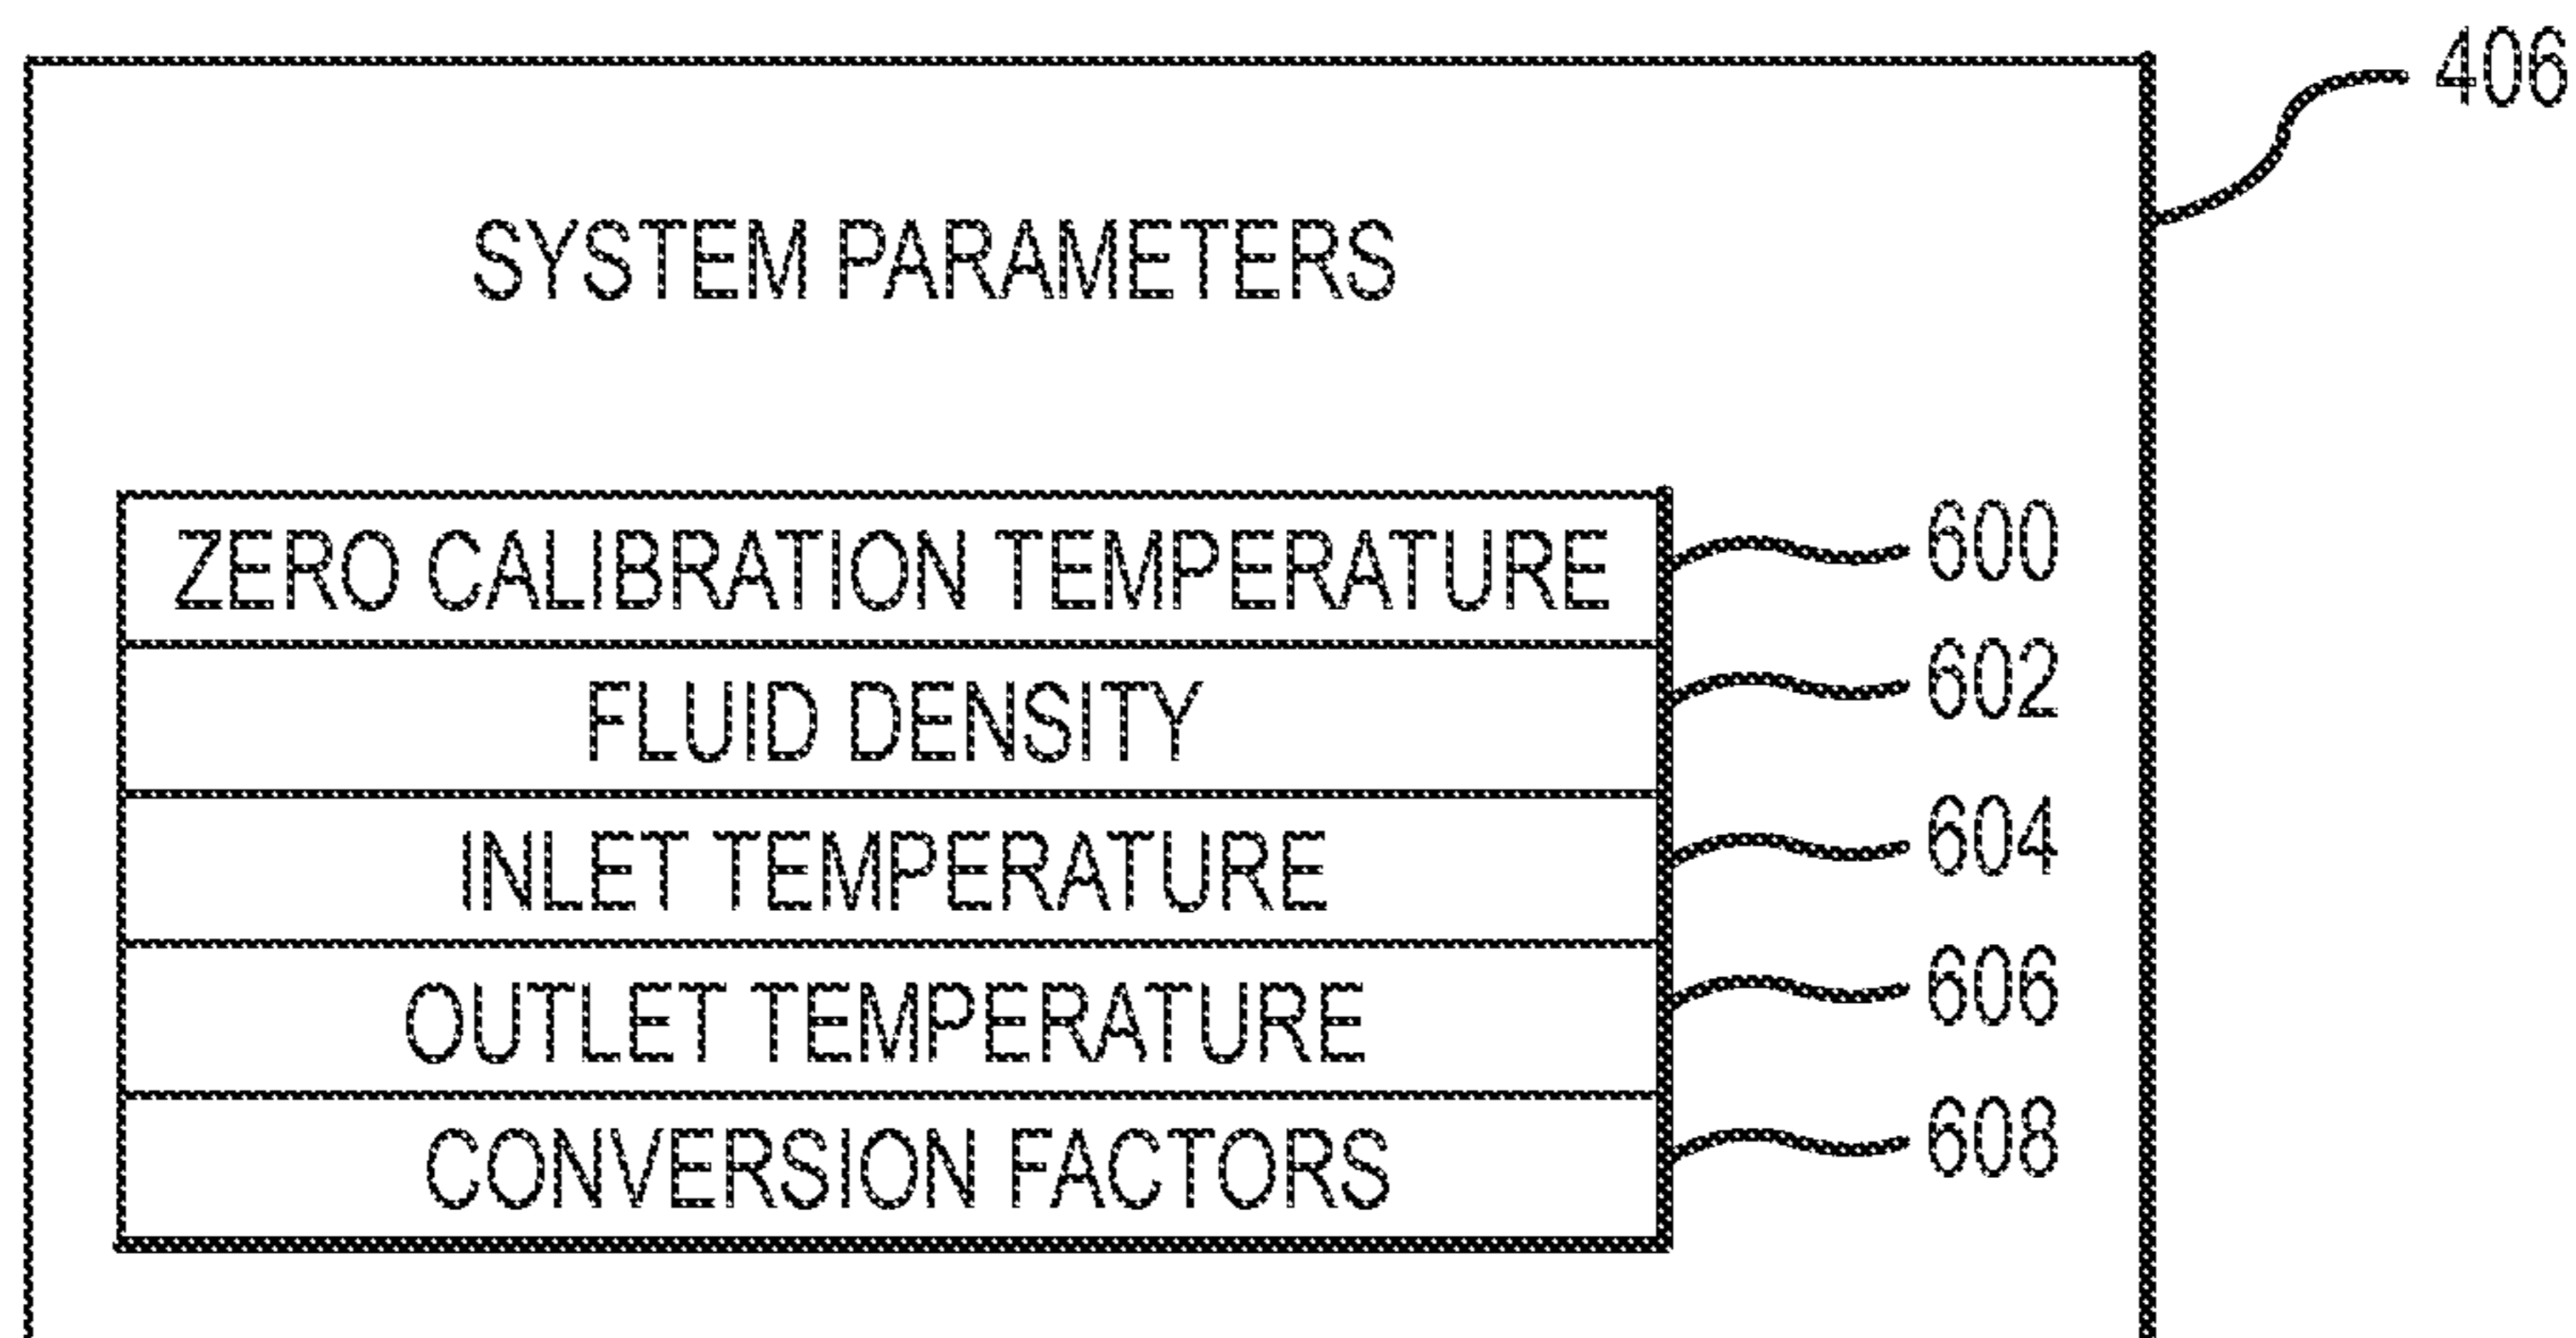 406
SYSTEM PARAMETERS
ZERO CALIBRATION TEMPERATURE 600
FLUID DENSITY 602
INLET TEMPERATURE 604
OUTLET TEMPERATURE 606
CONVERSION FACTORS 608